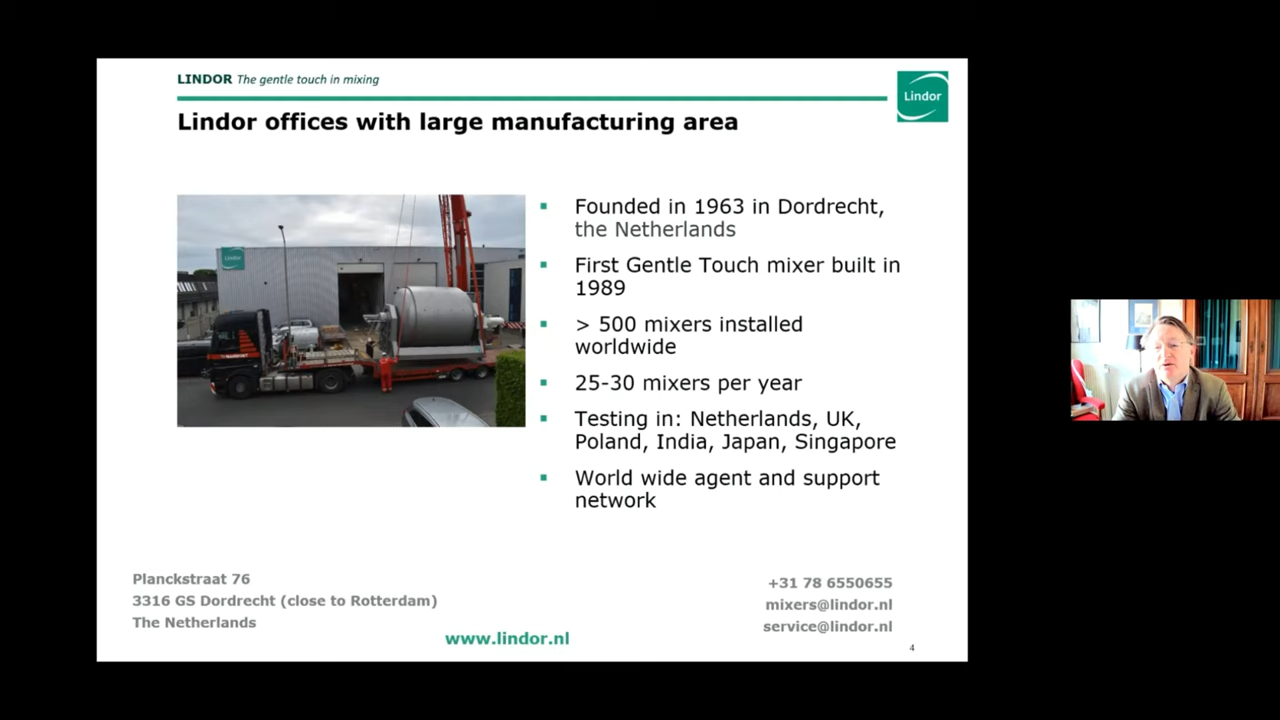 LINDOR The gentle touch in mixing
Lindor
Lindor offices with large manufacturing area
Lindor
Founded in 1963 in Dordrecht,
the Netherlands
First Gentle Touch mixer built in
1989
> 500 mixers installed
worldwide
25-30 mixers per year
Testing in: Netherlands, UK,
Poland, India, Japan, Singapore
World wide agent and support
network
Planckstraat 76
3316 GS Dordrecht (close to Rotterdam)
The Netherlands
www.lindor.nl
+31 78 6550655
mixers@lindor.nl
service@lindor.nl
4